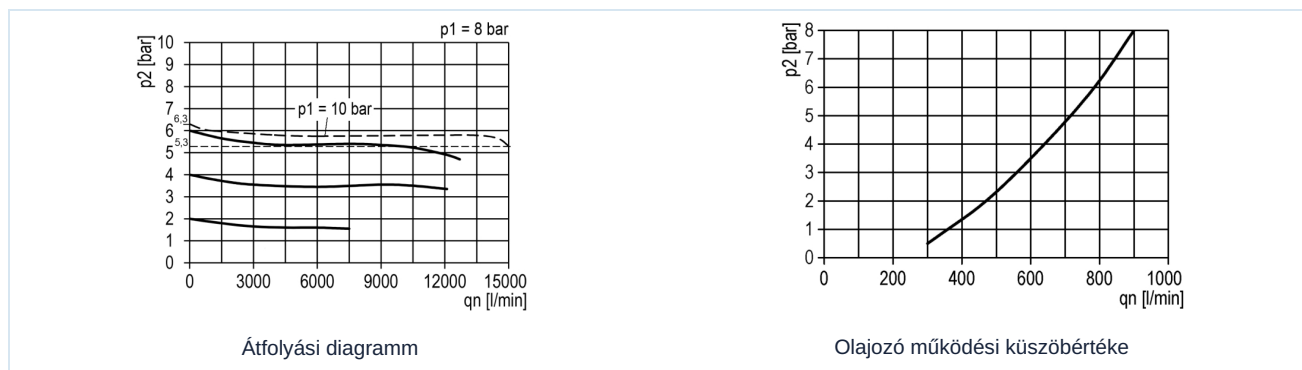 p1 = 8 bar
p2 [bar]
10
9
8
7
6,3
6
5,3
5
4
3
2
1
0
p1 = 10 bar
0 3000 6000 9000 12000 15000
qn [l/min]
Átfolyási diagramm
p2 [bar]
8
7
6
5
4
3
2
1
0
0 200 400 600 800 1000
qn [l/min]
Olajozó működési küszöbértéke